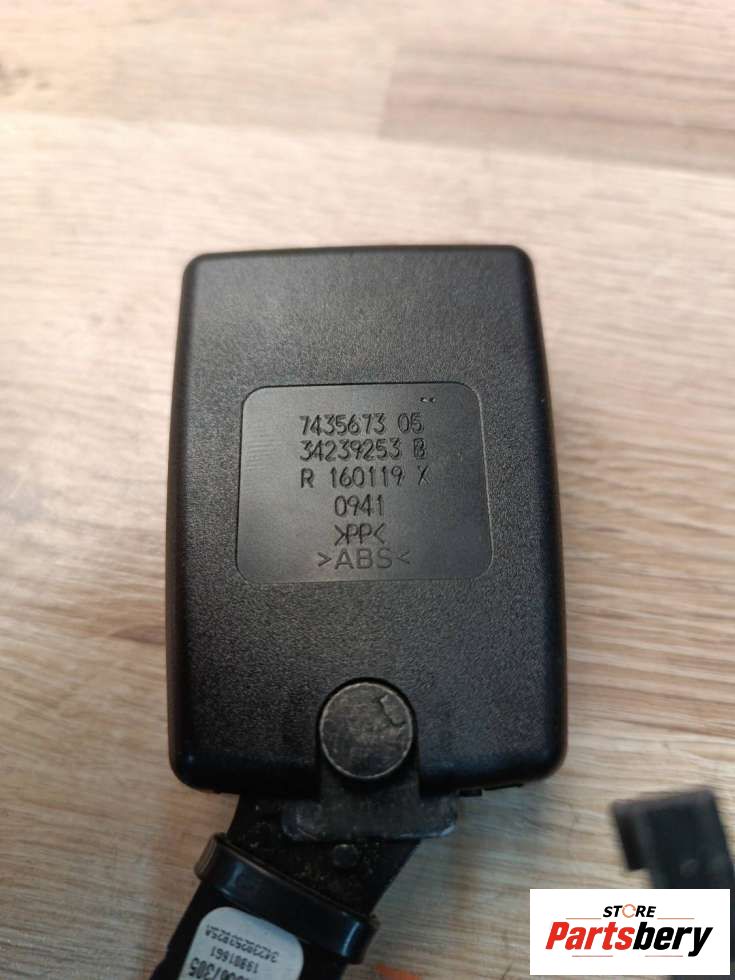 7435673 05
34239253 B
R 160119 X
0941
>PP<
>ABS<
STORE
Partsbery